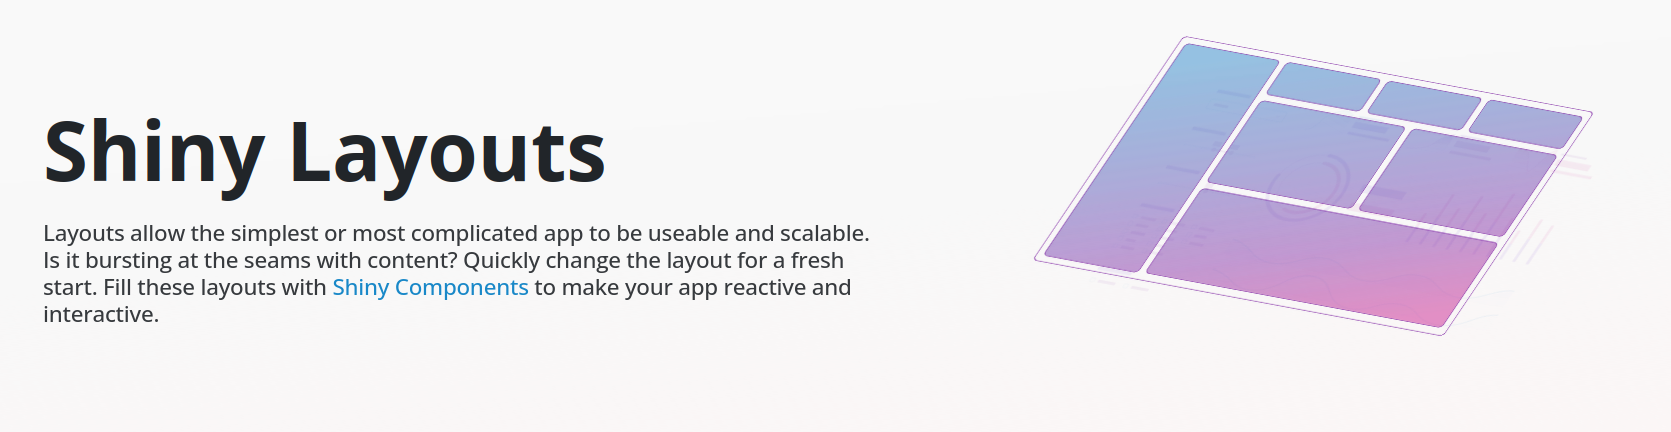 Shiny Layouts
Layouts allow the simplest or most complicated app to be useable and scalable.
Is it bursting at the seams with content? Quickly change the layout for a fresh
start. Fill these layouts with Shiny Components to make your app reactive and
interactive.